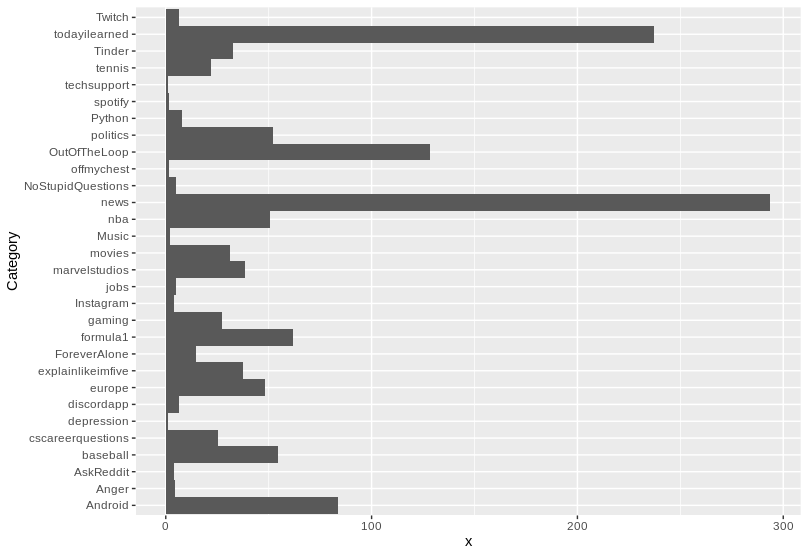 Category
Twitch
todayilearned
Tinder
tennis
techsupport
spotify
Python
politics
OutOfTheLoop
offmychest
NoStupidQuestions
news
nba
Music
movies
marvelstudios
jobs
Instagram
gaming
formula1
ForeverAlone
explainlikeimfive
europe
discordapp
depression
cscareerquestions
baseball
AskReddit
Anger
Android
0 100 200 300
x